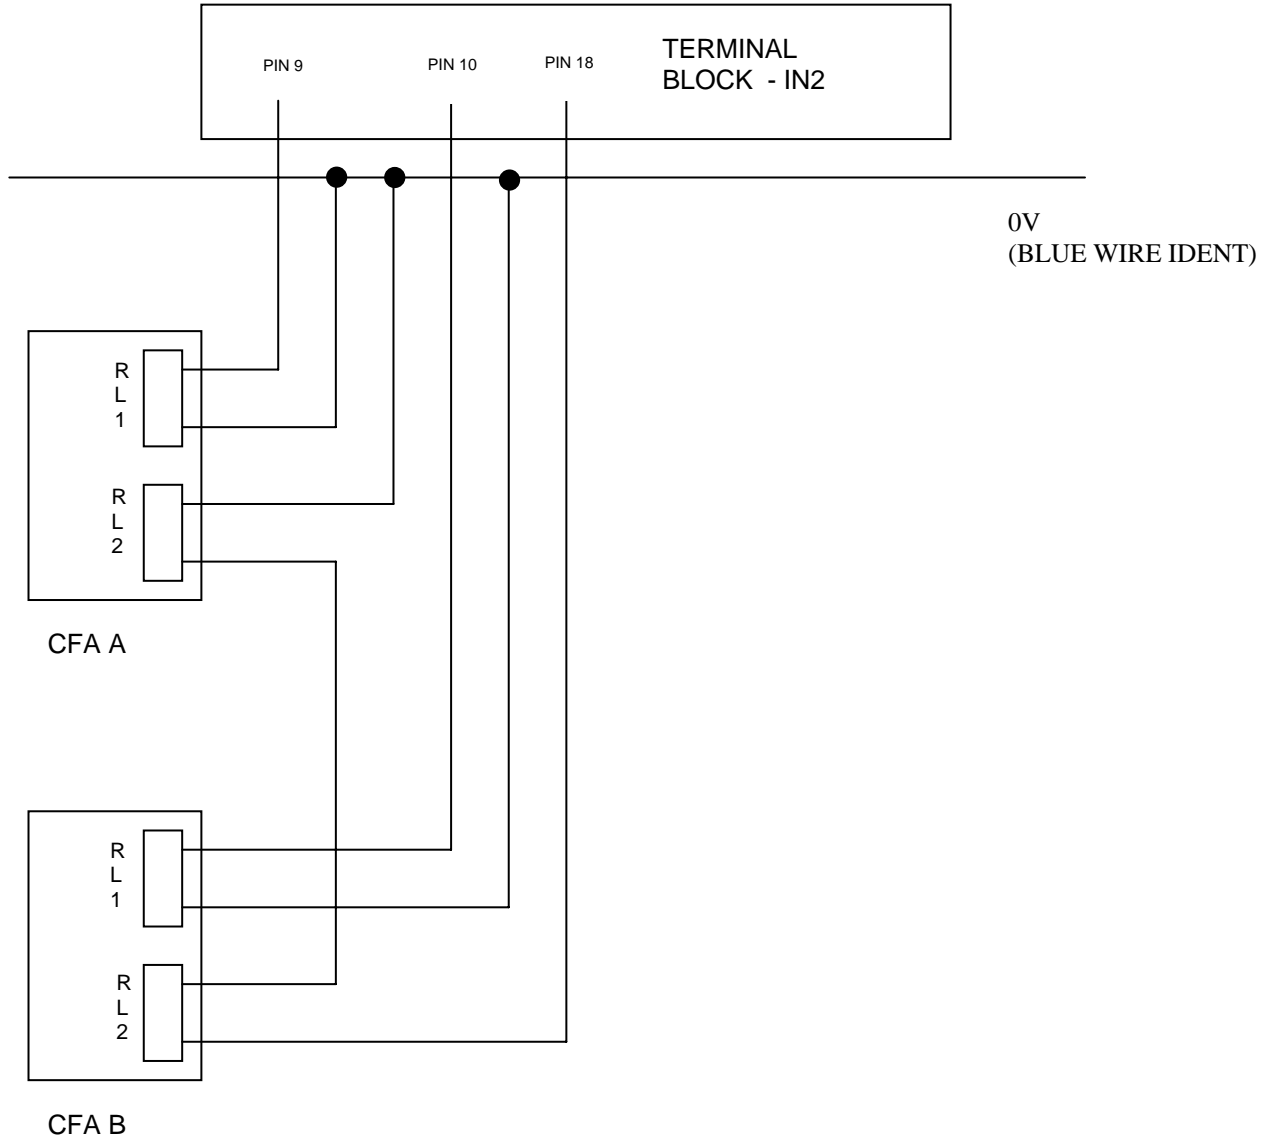 PIN 9
PIN 10
PIN 18
TERMINAL
BLOCK - IN2
0V
(BLUE WIRE IDENT)
R
L
1
R
L
2
CFA A
R
L
1
R
L
2
CFA B